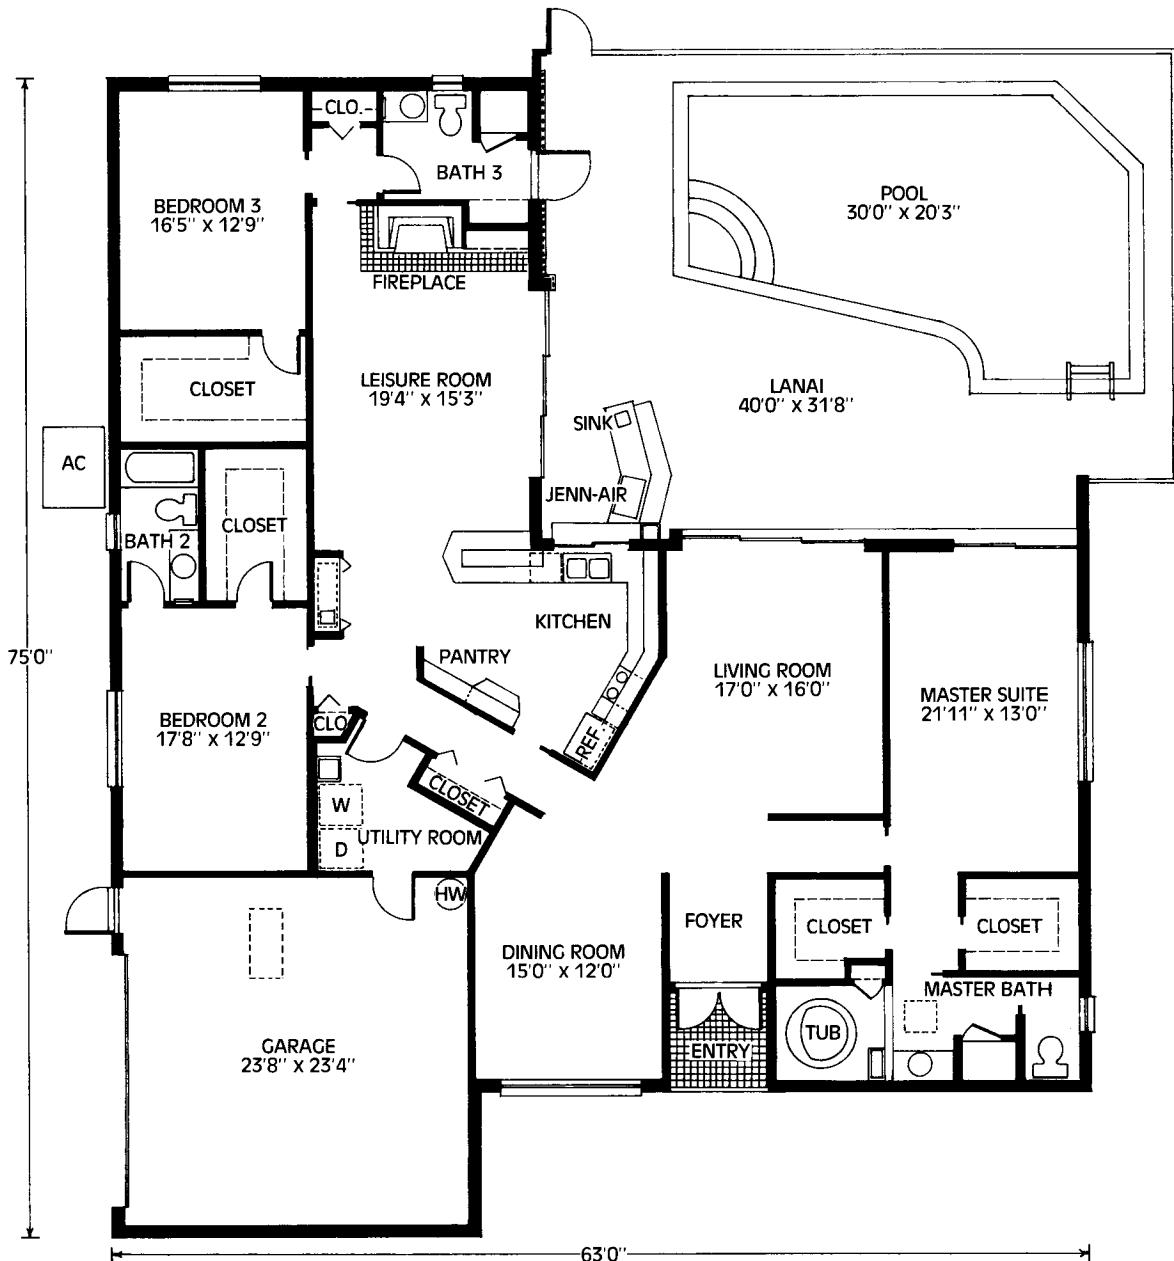 CLO.
BATH 3
BEDROOM 3
16'5" X 12'9"
POOL
30'0" X 20'3"
FIREPLACE
CLOSET
LEISURE ROOM
19'4" X 15'3"
LANAI
40'0" X 31'8"
SINK
AC
JENN-AIR
CLOSET
BATH 2
KITCHEN
75'0"
PANTRY
LIVING ROOM
17'0" X 16'0"
MASTER SUITE
21'11" X 13'0"
BEDROOM 2
17'8" X 12'9"
CLO
REF.
CLOSET
W
UTILITY ROOM
D
HW
FOYER
CLOSET
CLOSET
DINING ROOM
15'0" X 12'0"
MASTER BATH
TUB
ENTRY
GARAGE
23'8" X 23'4"
63'0"